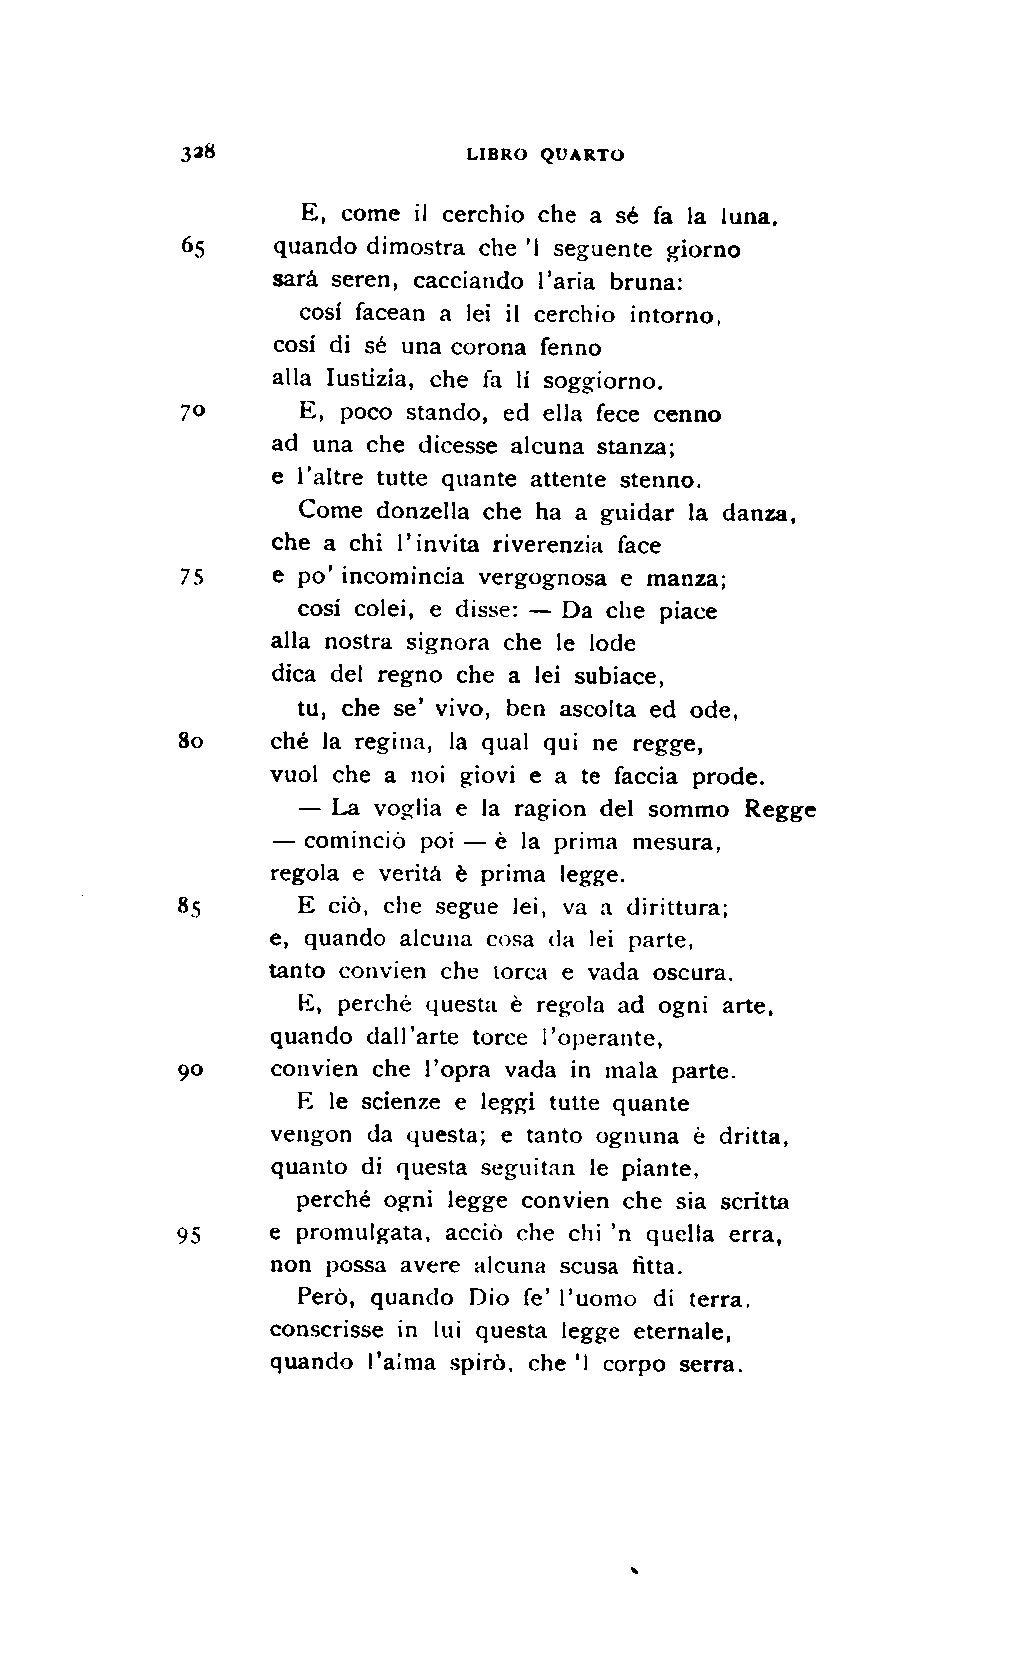 328 LIBRO QUARTO
E, come il cerchio che a sé fa la luna,
65 quando dimostra che 'l seguente giorno
sará seren, cacciando l'aria bruna:
cosí facean a lei il cerchio intorno,
cosí di sé una corona fenno
alla Iustizia, che fa lí soggiorno.
70 E, poco stando, ed ella fece cenno
ad una che dicesse alcuna stanza;
e l'altre tutte quante attente stenno.
Come donzella che ha a guidar la danza,
che a chi l'invita riverenzia face
75 e po' incomincia vergognosa e manza;
cosí colei, e disse: — Da che piace
alla nostra signora che le lode
dica del regno che a lei subiace,
tu, che se' vivo, ben ascolta ed ode,
80 ché la regina, la qual qui ne regge,
vuol che a noi giovi e a te faccia prode.
— La voglia e la ragion del sommo Regge
— cominciò poi — è la prima mesura,
regola e veritá è prima legge.
85 E ciò, che segue lei, va a dirittura;
e, quando alcuna cosa da lei parte,
tanto convien che torca e vada oscura.
E, perché questa è regola ad ogni arte,
quando dall'arte torce l'operante,
90 convien che l'opra vada in mala parte.
E le scienze e leggi tutte quante
vengon da questa; e tanto ognuna è dritta,
quanto di questa seguitan le piante,
perché ogni legge convien che sia scritta
95 e promulgata, acciò che chi 'n quella erra,
non possa avere alcuna scusa fitta.
Però, quando Dio fe' l'uomo di terra,
conscrisse in lui questa legge eternale,
quando l'alma spirò, che 'l corpo serra.